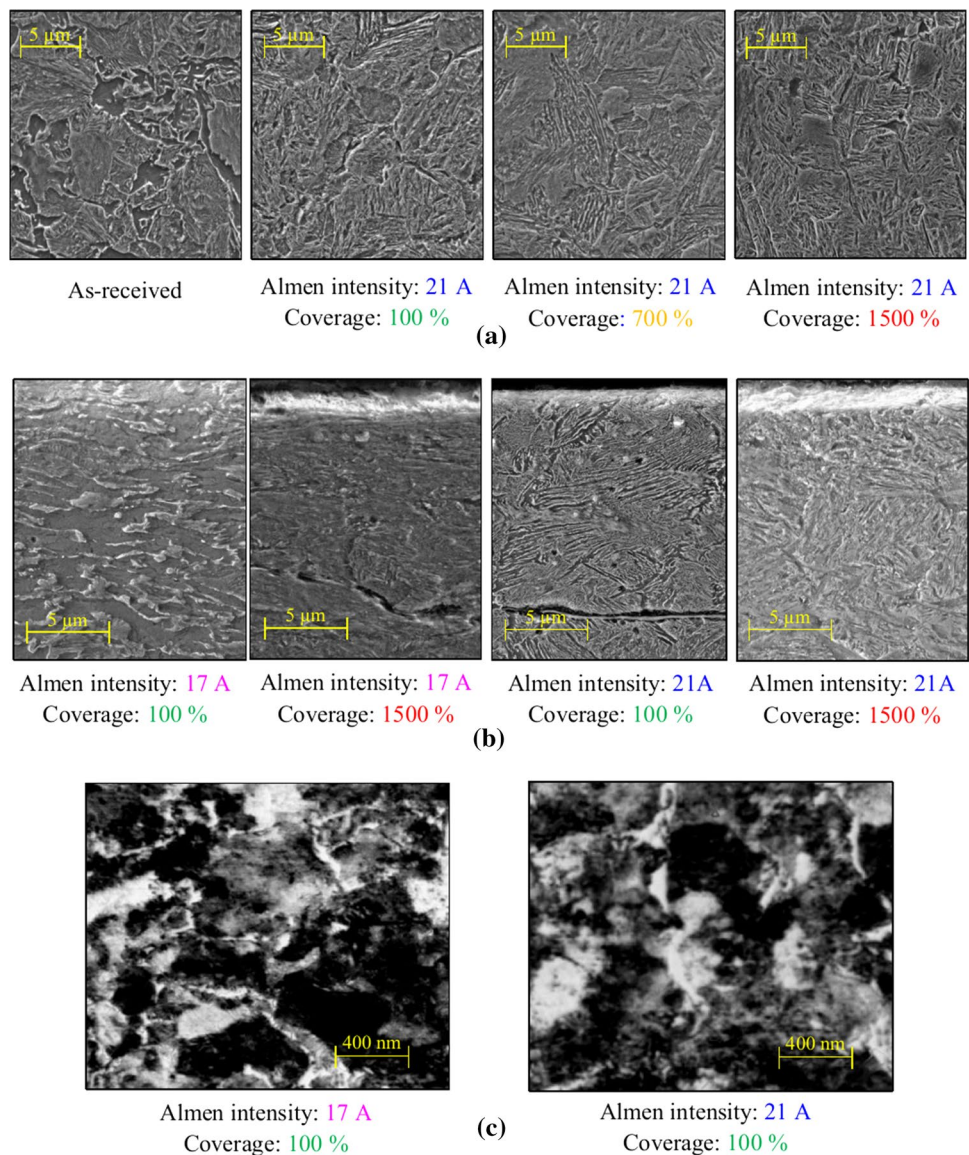 5 µm
5 µm
5 µm
5 µm
As-received
Almen intensity: 21 A
Coverage: 100 %
Almen intensity: 21 A
Coverage: 700 %
Almen intensity: 21 A
Coverage: 1500 %
(a)
5 µm
5 µm
5 µm
5 µm
Almen intensity: 17 A
Coverage: 100 %
Almen intensity: 17 A
Coverage: 1500 %
Almen intensity: 21A
Coverage: 100 %
Almen intensity: 21A
Coverage: 1500 %
(b)
400 nm
400 nm
Almen intensity: 17 A
Coverage: 100 %
Almen intensity: 21 A
Coverage: 100 %
(c)